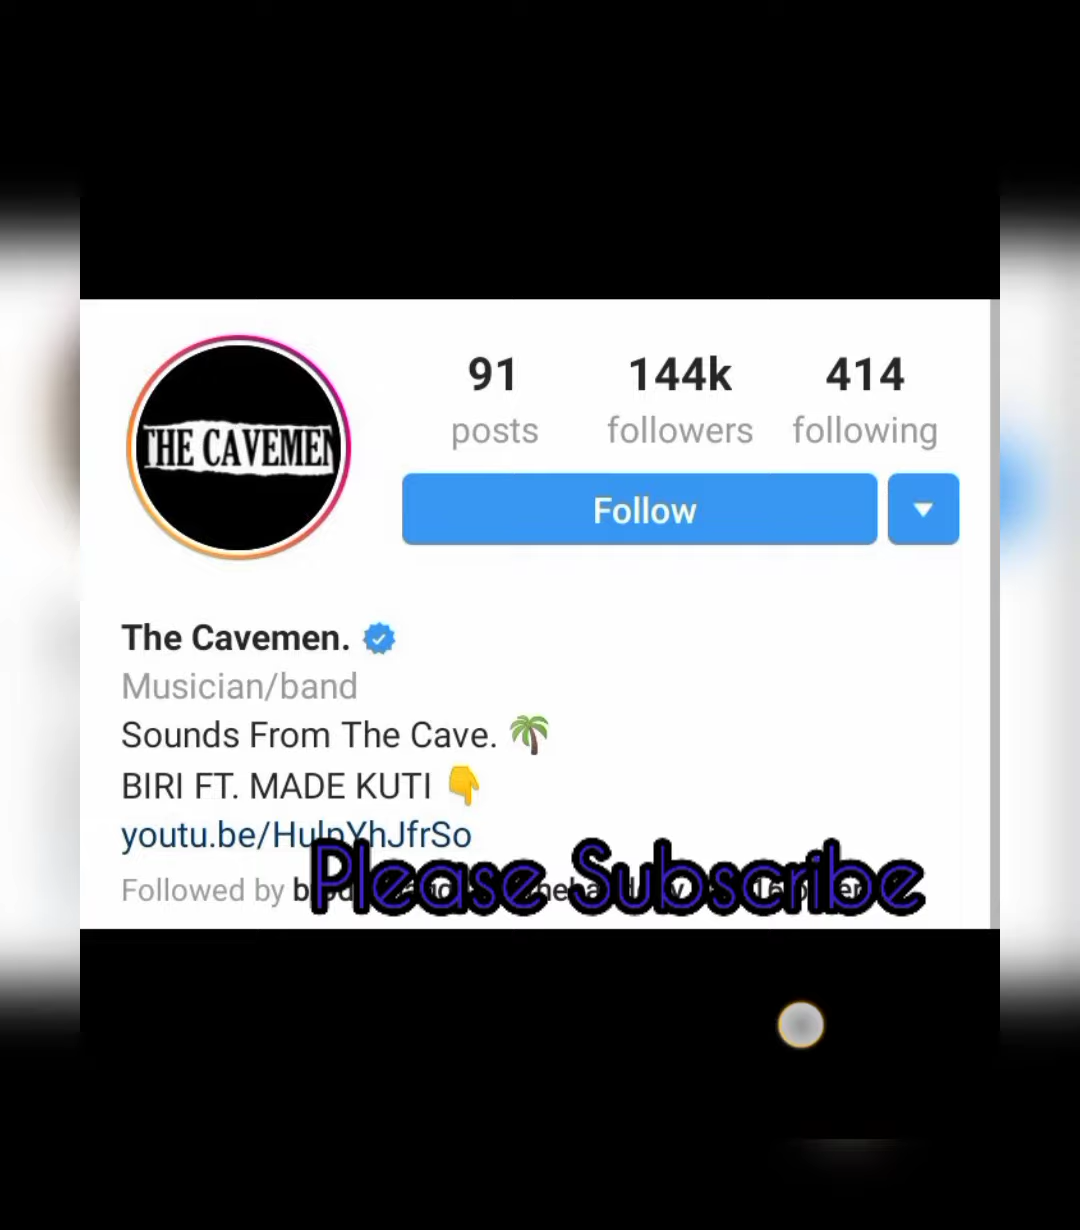 THE CAVEMEN
91 144k 414
posts followers following
Follow
The Cavemen.
Musician/band
Sounds From The Cave. 🌴
BIRI FT. MADE KUTI 👇
youtu.be/HulpYhJfrSo
Please Subscribe
Followed by